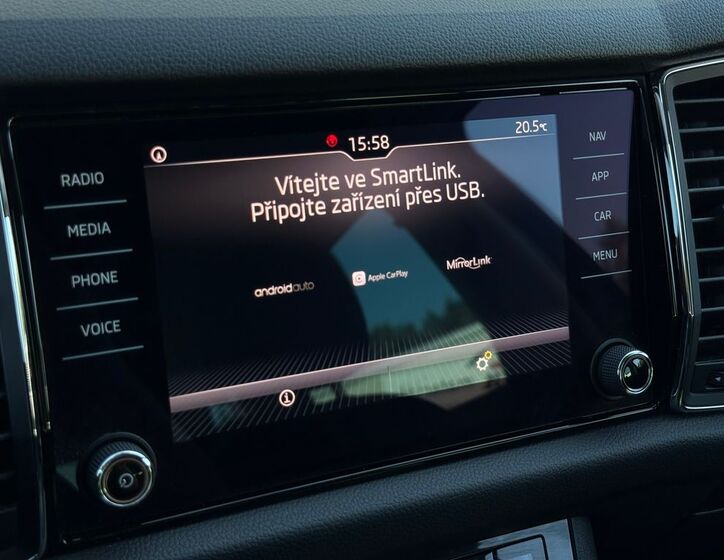 15:58
20.5°C
Vítejte ve SmartLink.
Připojte zařízení přes USB.
androidauto
Apple CarPlay
MirrorLink
RADIO
MEDIA
PHONE
VOICE
NAV
APP
CAR
MENU